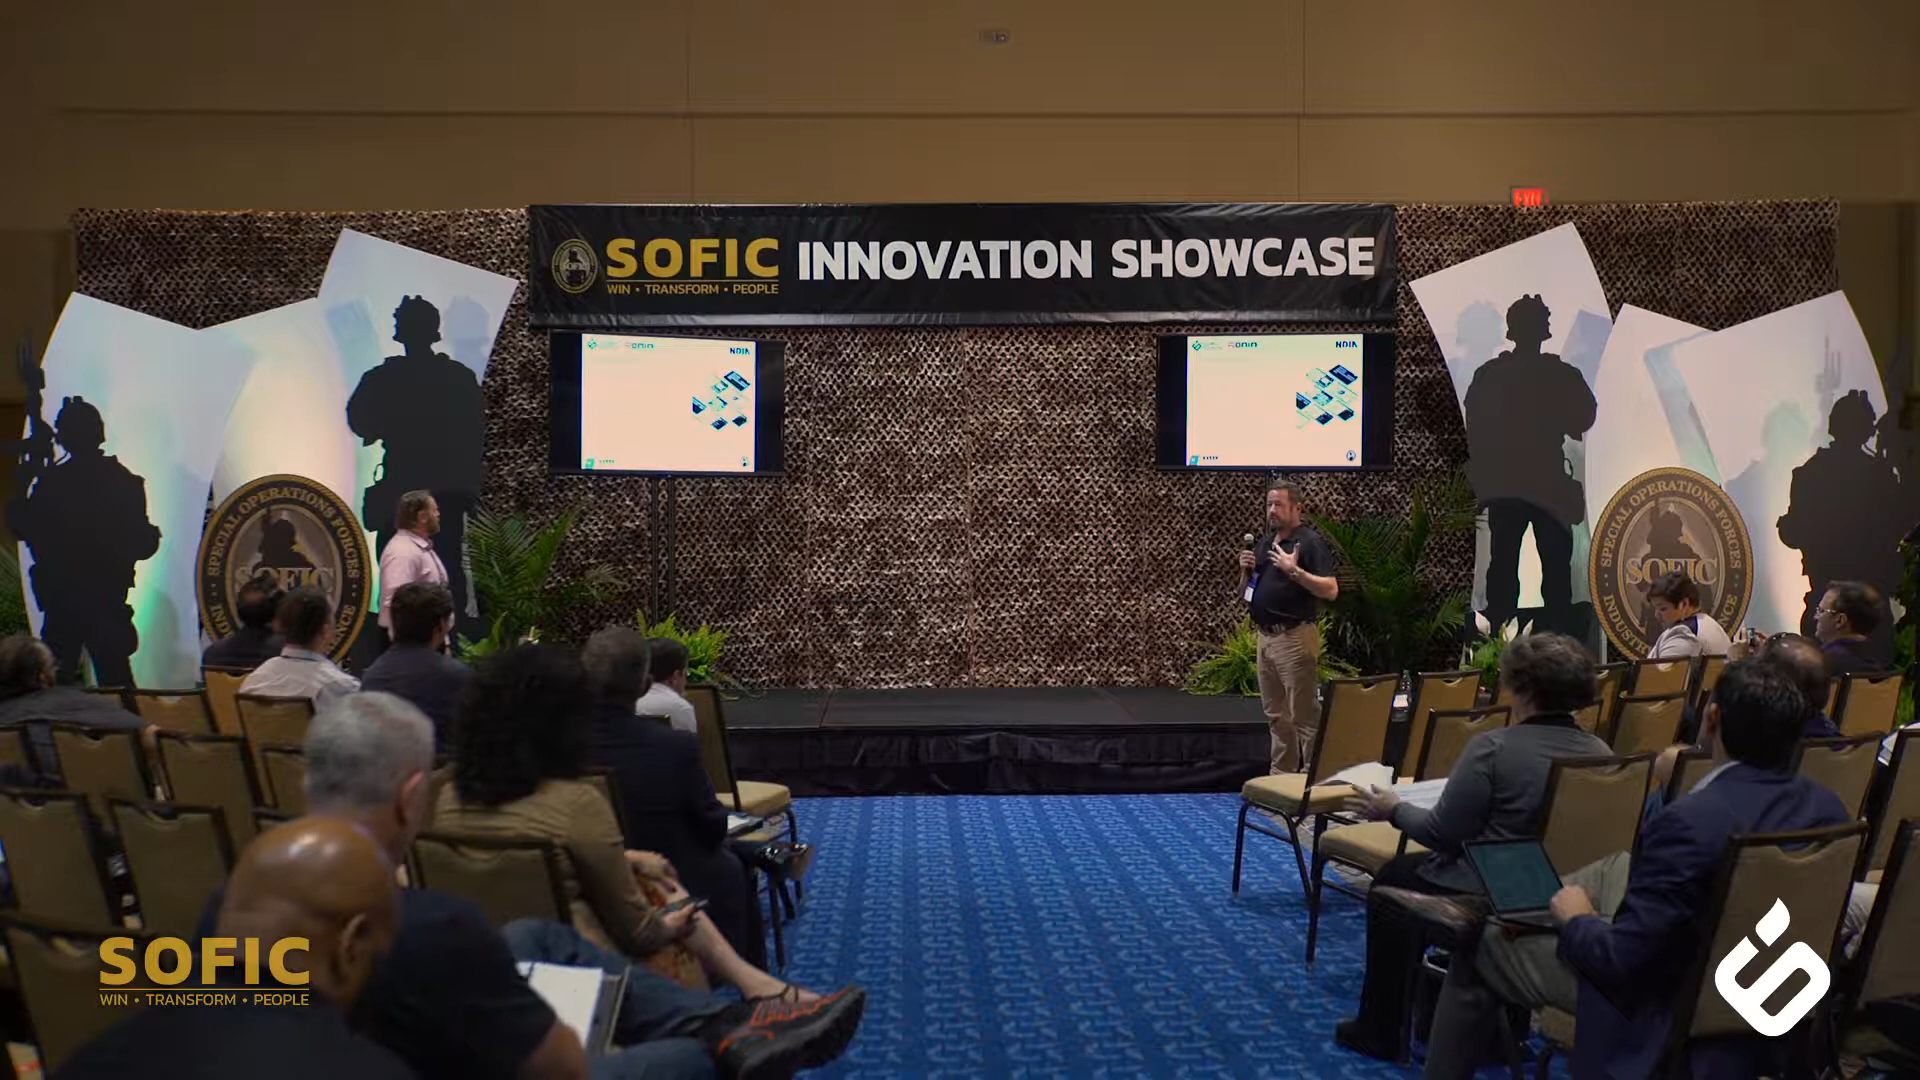 EXIT
SOFIC INNOVATION SHOWCASE
WIN • TRANSFORM • PEOPLE
NDIA
NDIA
SPECIAL OPERATIONS FORCES
SOFIC
SPECIAL OPERATIONS FORCES
SOFIC
SOFIC
WIN • TRANSFORM • PEOPLE